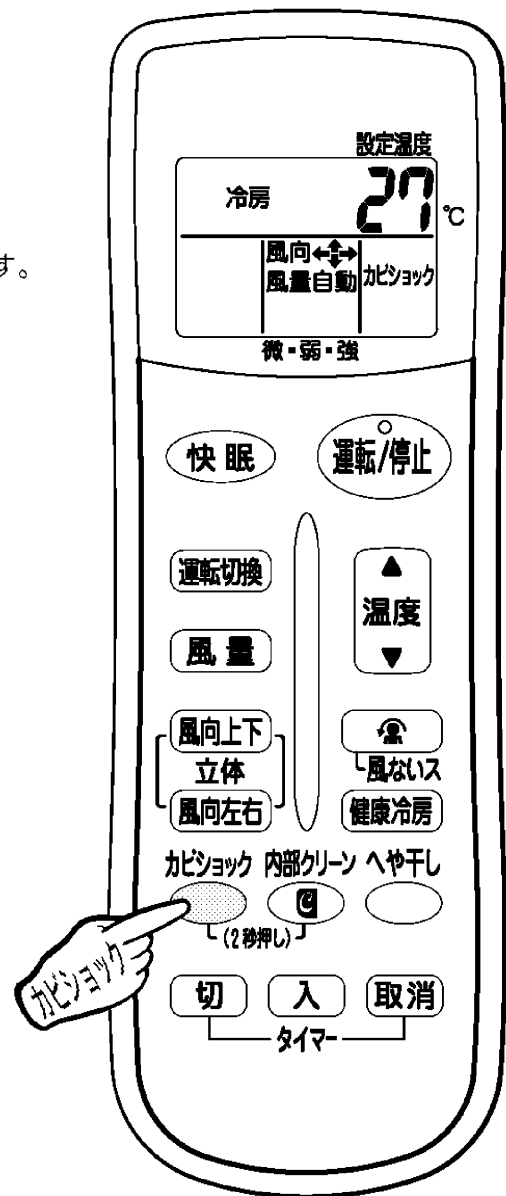 設定温度
冷房 27℃
す。
風向
風量自動 カビショック
微・弱・強
快眠 運転/停止
運転切換
温度
風量
風向上下
立体 風ないス
風向左右 健康冷房
カビショック 内部クリーン へや干し
(2秒押し)
カビショック
切 入 取消
タイマー